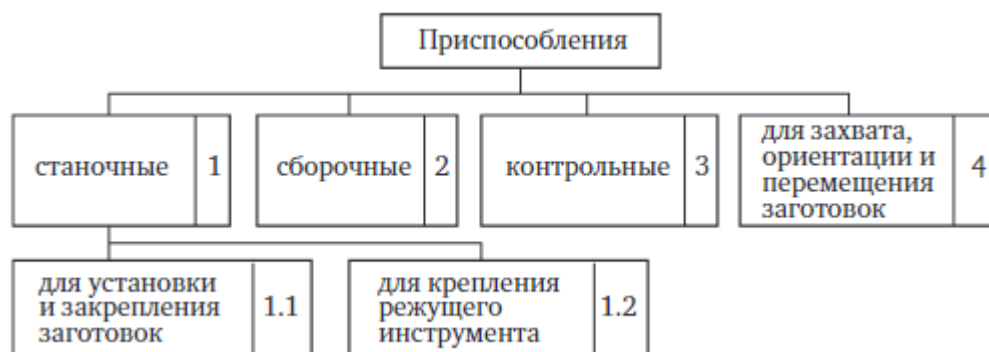 Приспособления
станочные 1
сборочные 2
контрольные 3
для захвата,
ориентации и
перемещения
заготовок
4
для установки
и закрепления
заготовок
1.1
для крепления
режущего
инструмента
1.2